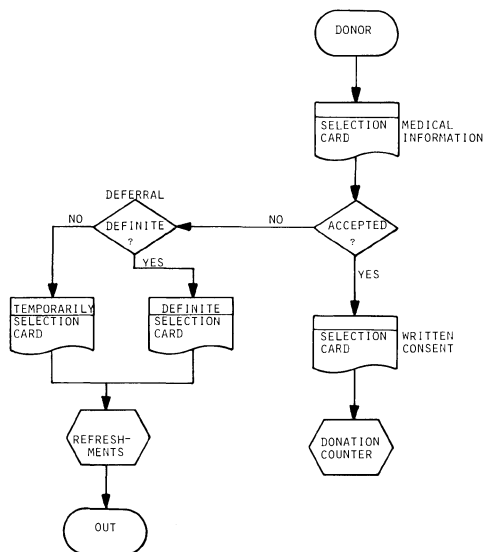 DONOR
SELECTION
CARD
MEDICAL
INFORMATION
DEFERRAL
DEFINITE
?
NO
NO
ACCEPTED
?
YES
YES
TEMPORARILY
SELECTION
CARD
DEFINITE
SELECTION
CARD
SELECTION
CARD
WRITTEN
CONSENT
REFRESH-
MENTS
DONATION
COUNTER
OUT